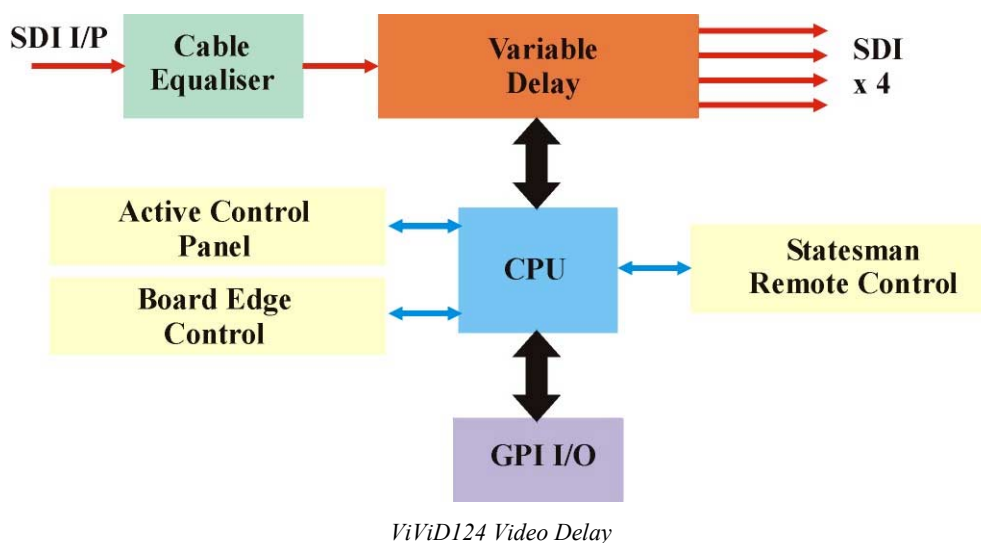 SDI I/P
Cable
Equaliser
Variable
Delay
SDI
x 4
Active Control
Panel
CPU
Statesman
Remote Control
Board Edge
Control
GPI I/O
ViViD124 Video Delay